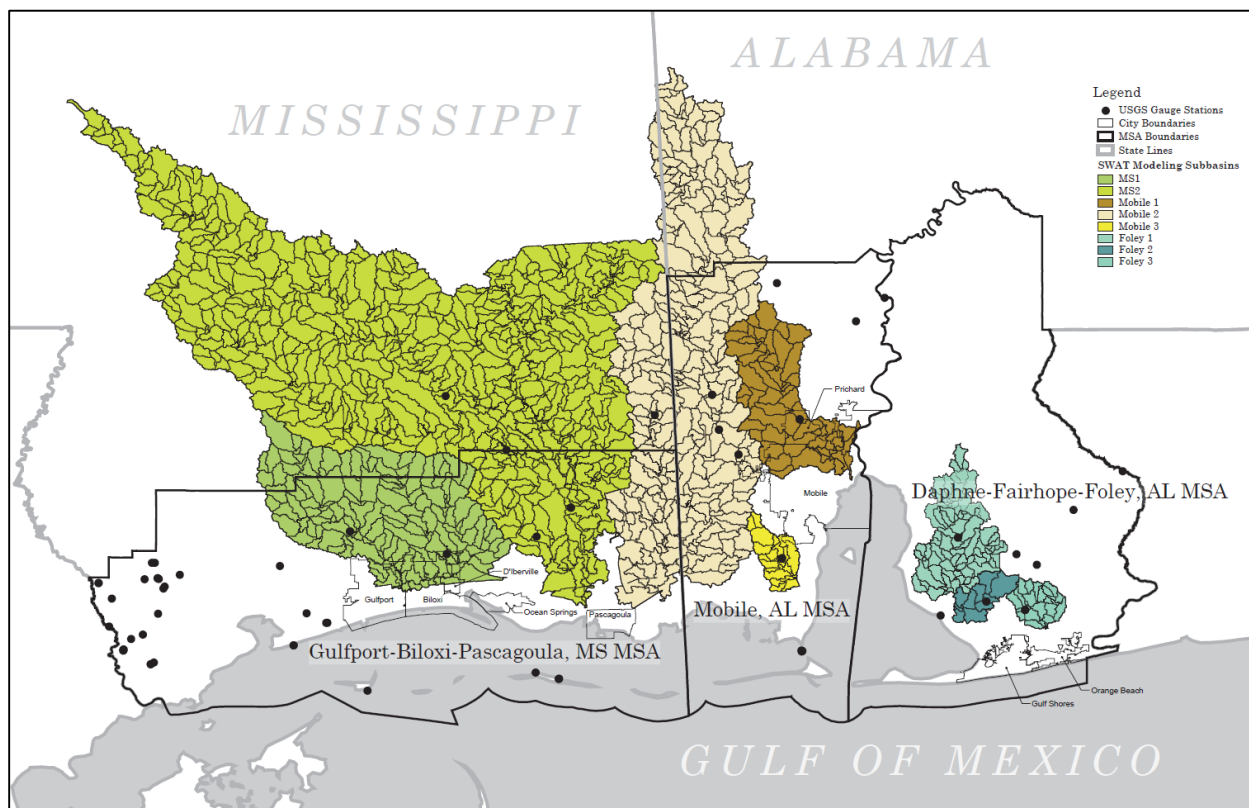 ALABAMA
MISSISSIPPI
Legend
USGS Gauge Stations
City Boundaries
MSA Boundaries
State Lines
SWAT Modeling Subbasins
MS1
MS2
Mobile 1
Mobile 2
Mobile 3
Foley 1
Foley 2
Foley 3
Prichard
Mobile
Daphne-Fairhope-Foley, AL MSA
D'Iberville
Gulfport
Biloxi
Ocean Springs
Pascagoula
Mobile, AL MSA
Gulfport-Biloxi-Pascagoula, MS MSA
Orange Beach
Gulf Shores
GULF OF MEXICO